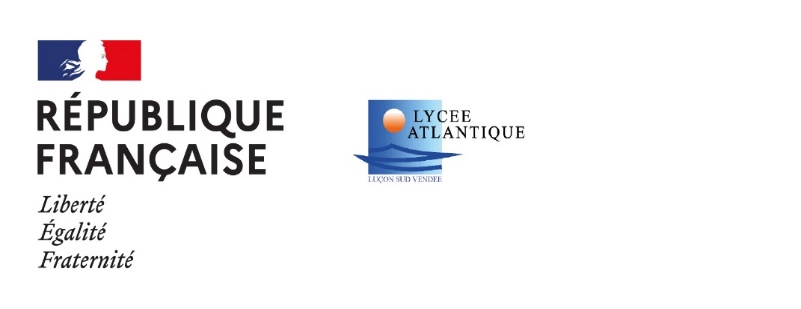 RÉPUBLIQUE
FRANÇAISE
Liberté
Égalité
Fraternité
LYCEE
ATLANTIQUE
LUÇON SUD VENDEE